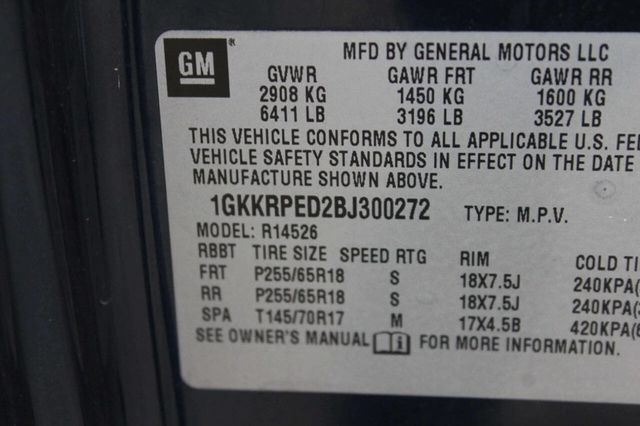 GM MFD BY GENERAL MOTORS LLC
GVWR GAWR FRT GAWR RR
2908 KG 1450 KG 1600 KG
6411 LB 3196 LB 3527 LB
THIS VEHICLE CONFORMS TO ALL APPLICABLE U.S. FE
VEHICLE SAFETY STANDARDS IN EFFECT ON THE DATE
MANUFACTURE SHOWN ABOVE.
1GKKRPED2BJ300272 TYPE: M.P.V.
MODEL: R14526
RBBT TIRE SIZE SPEED RTG RIM COLD TI
FRT P255/65R18 S 18X7.5J 240KPA(
RR P255/65R18 S 18X7.5J 240KPA(
SPA T145/70R17 M 17X4.5B 420KPA(
SEE OWNER'S MANUAL i FOR MORE INFORMATION.